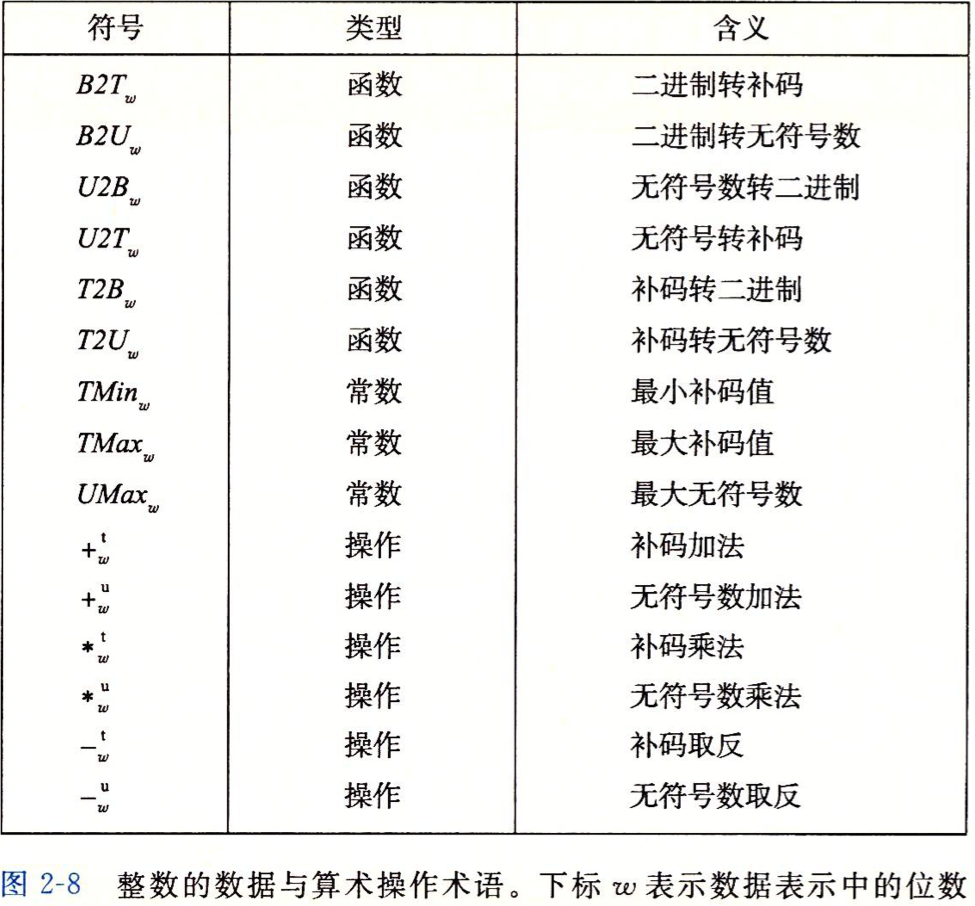 符号 类型 含义
B2T_w 函数 二进制转补码
B2U_w 函数 二进制转无符号数
U2B_w 函数 无符号数转二进制
U2T_w 函数 无符号转补码
T2B_w 函数 补码转二进制
T2U_w 函数 补码转无符号数
TMin_w 常数 最小补码值
TMax_w 常数 最大补码值
UMax_w 常数 最大无符号数
+^t_w 操作 补码加法
+^u_w 操作 无符号数加法
*^t_w 操作 补码乘法
*^u_w 操作 无符号数乘法
-^t_w 操作 补码取反
-^u_w 操作 无符号数取反
图 2-8 整数的数据与算术操作术语。下标 w 表示数据表示中的位数